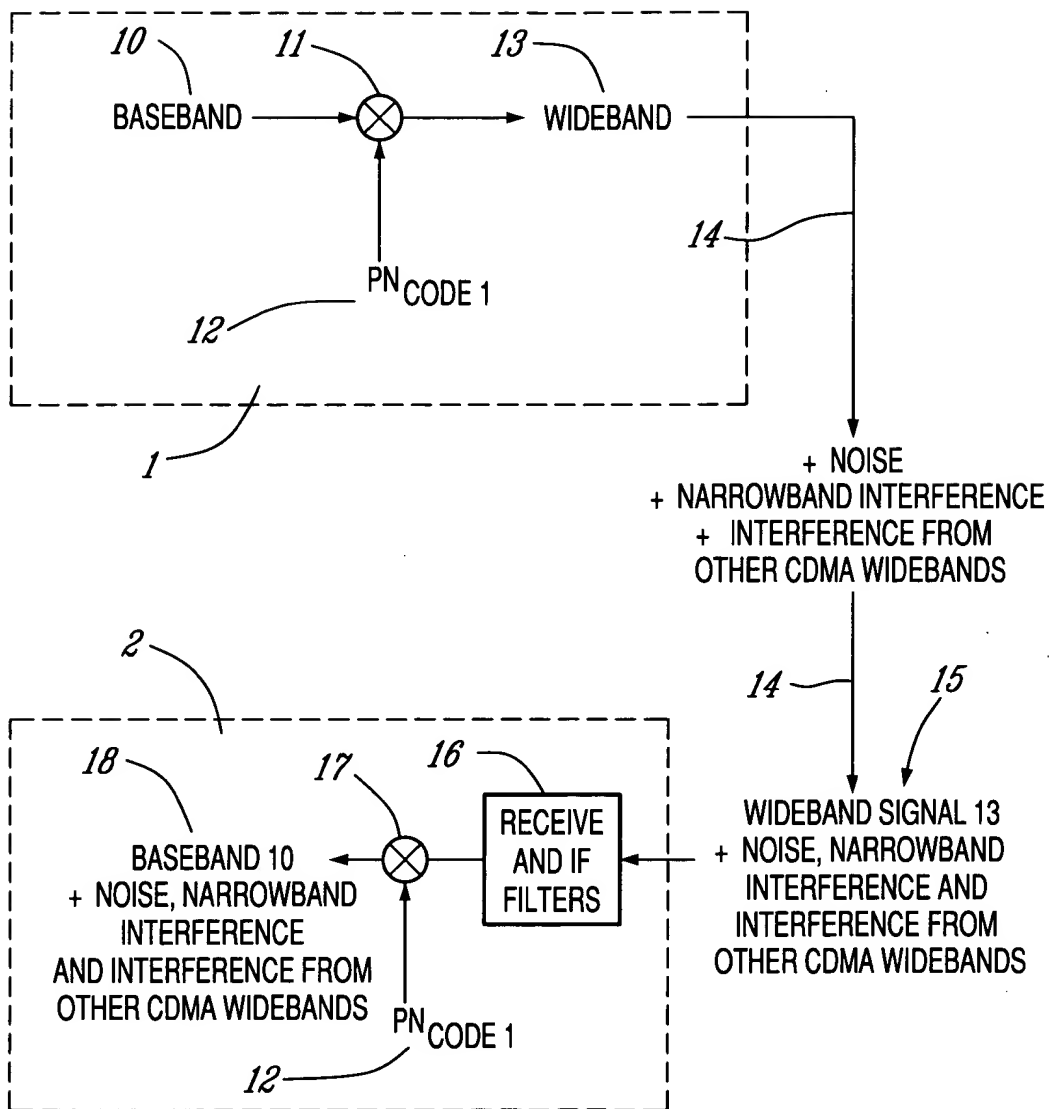 10
11
13
BASEBAND
WIDEBAND
14
PN CODE 1
12
1
+ NOISE
+ NARROWBAND INTERFERENCE
+ INTERFERENCE FROM
OTHER CDMA WIDEBANDS
2
14
15
18
17
16
RECEIVE
AND IF
FILTERS
WIDEBAND SIGNAL 13
+ NOISE, NARROWBAND
INTERFERENCE AND
INTERFERENCE FROM
OTHER CDMA WIDEBANDS
BASEBAND 10
+ NOISE, NARROWBAND
INTERFERENCE
AND INTERFERENCE FROM
OTHER CDMA WIDEBANDS
PN CODE 1
12